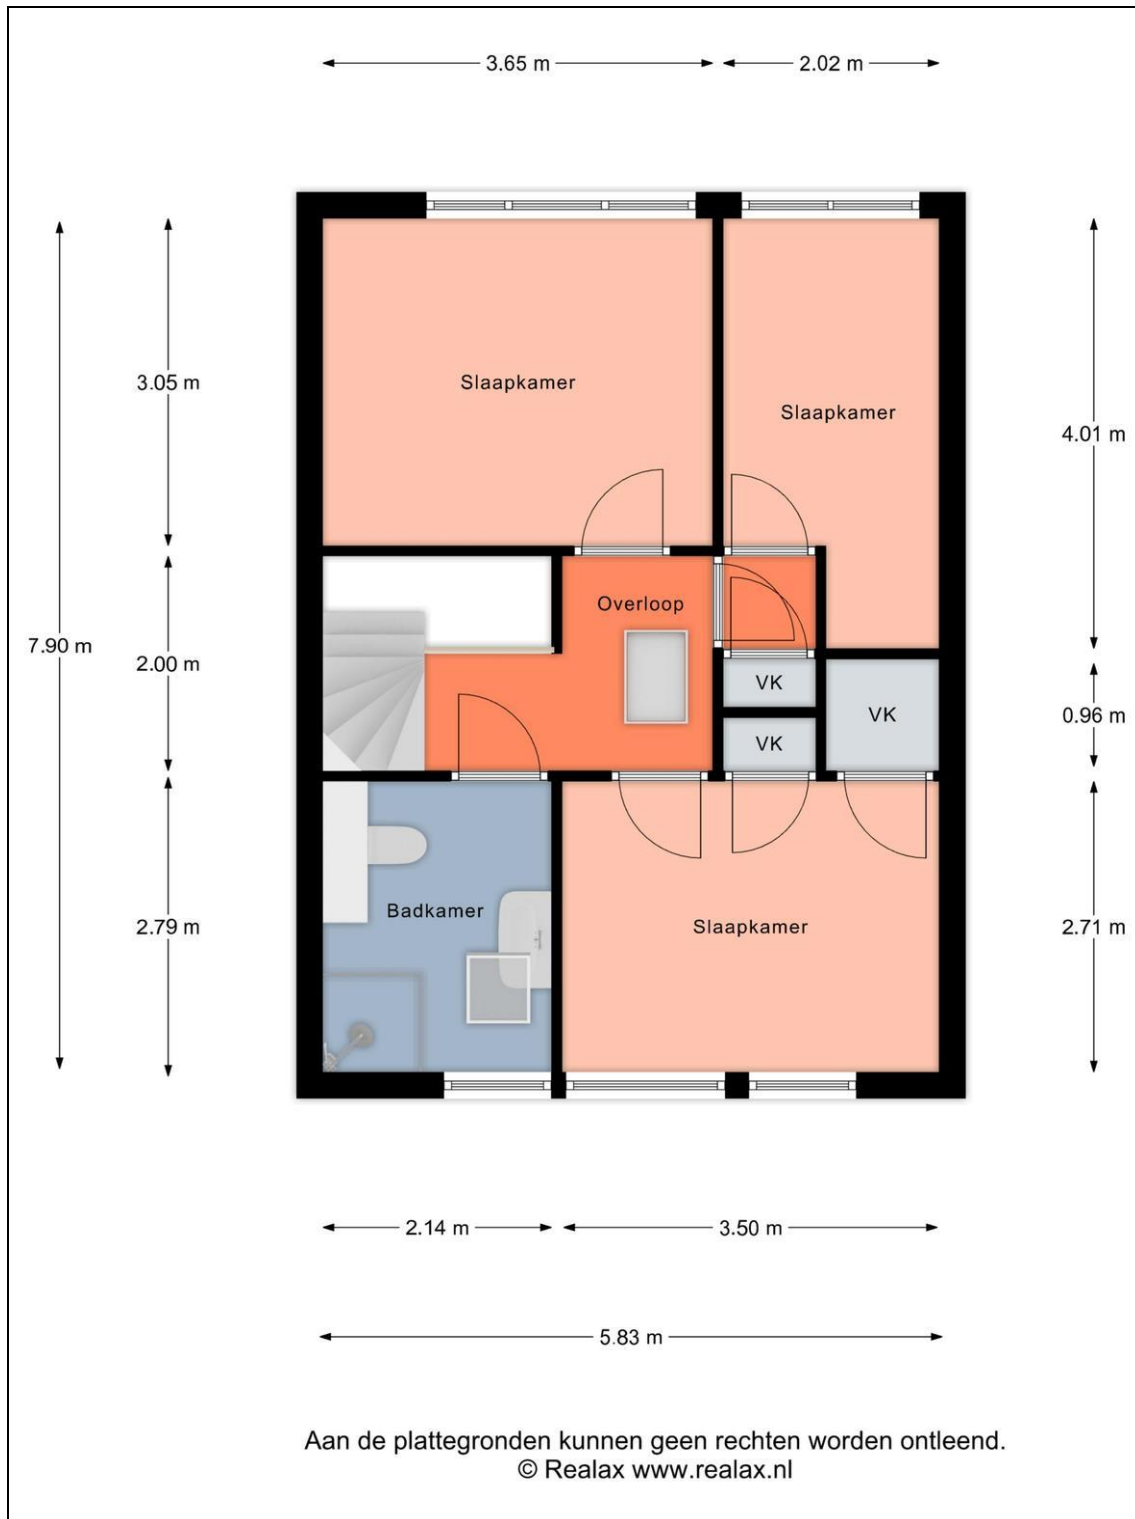 3.65 m
2.02 m
Slaapkamer
3.05 m
Slaapkamer
4.01 m
Overloop
7.90 m
2.00 m
VK
VK
0.96 m
VK
Badkamer
2.79 m
Slaapkamer
2.71 m
2.14 m
3.50 m
5.83 m
Aan de plattegronden kunnen geen rechten worden ontleend.
© Realax www.realax.nl